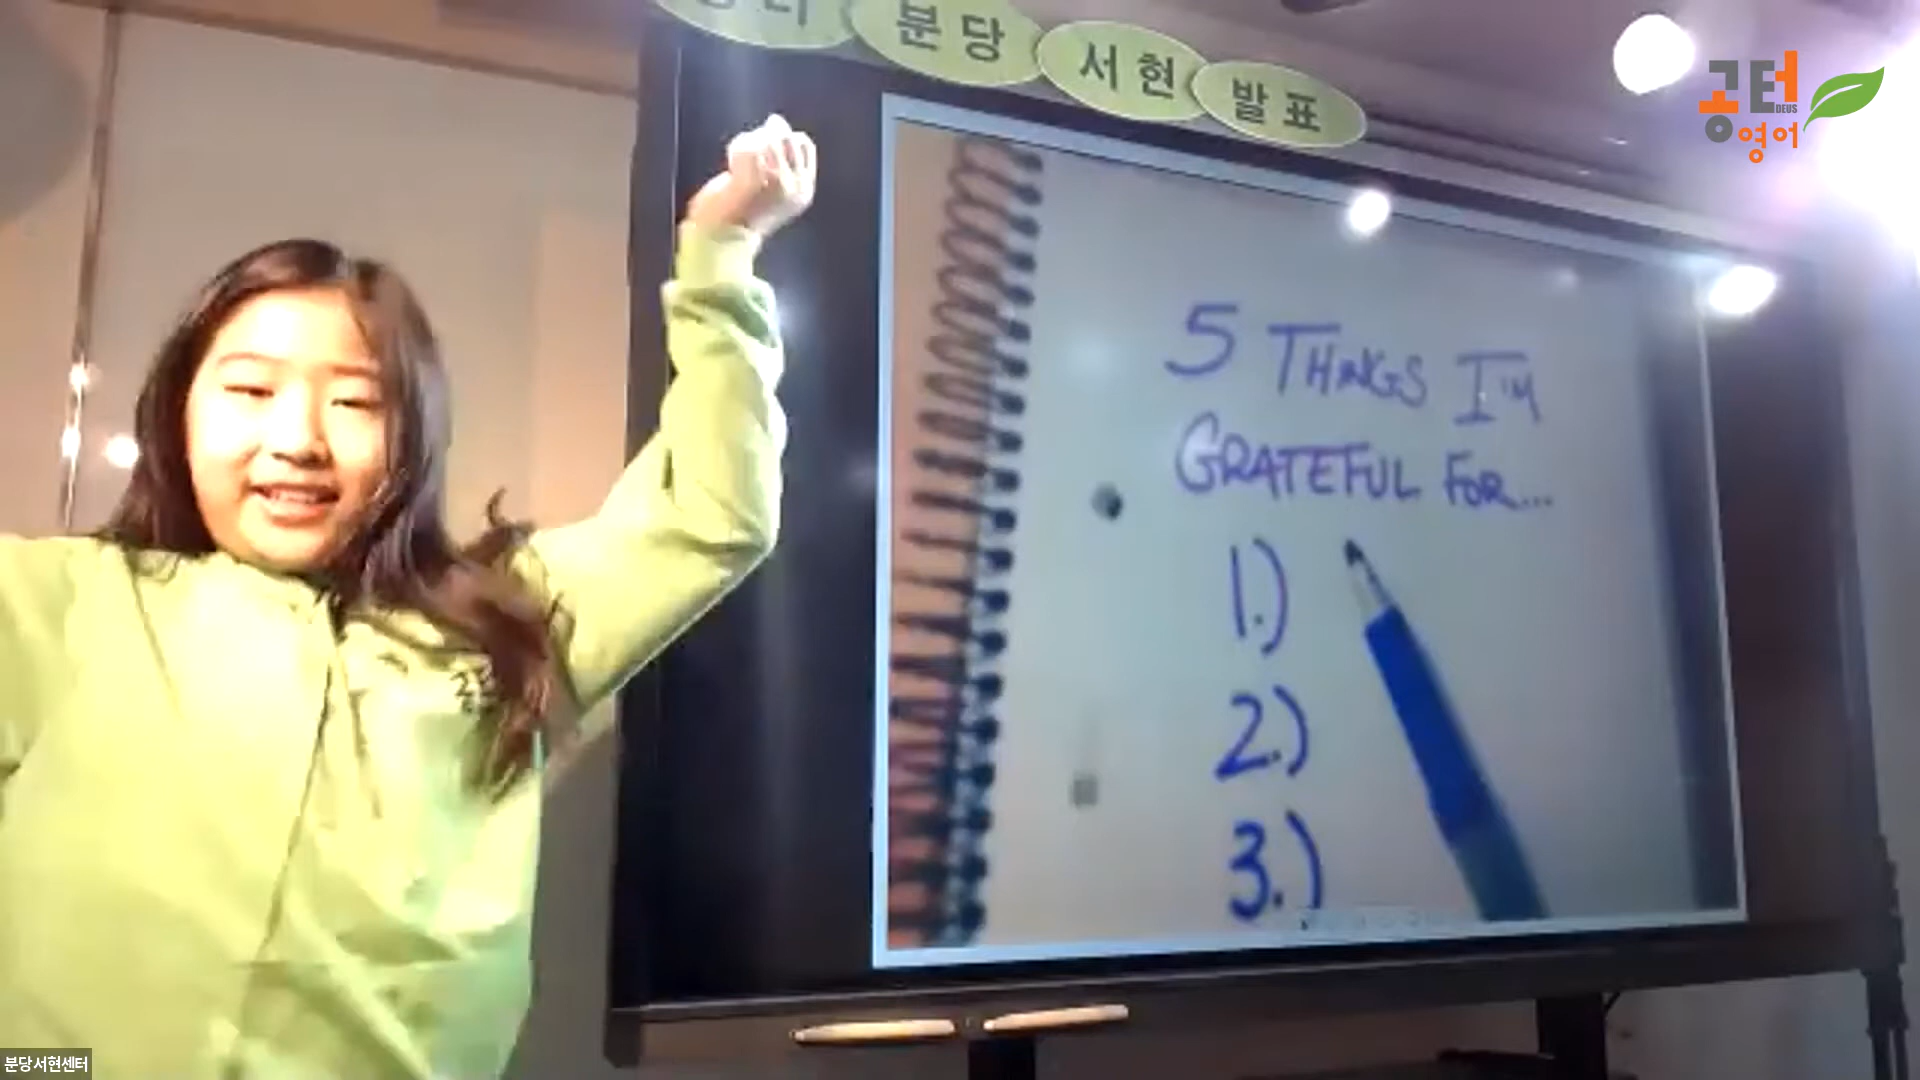 분당
서현
발표
공터
DEUS
영어
5 THINGS I'M
GRATEFUL FOR...
1.)
2.)
3.)
분당서현센터